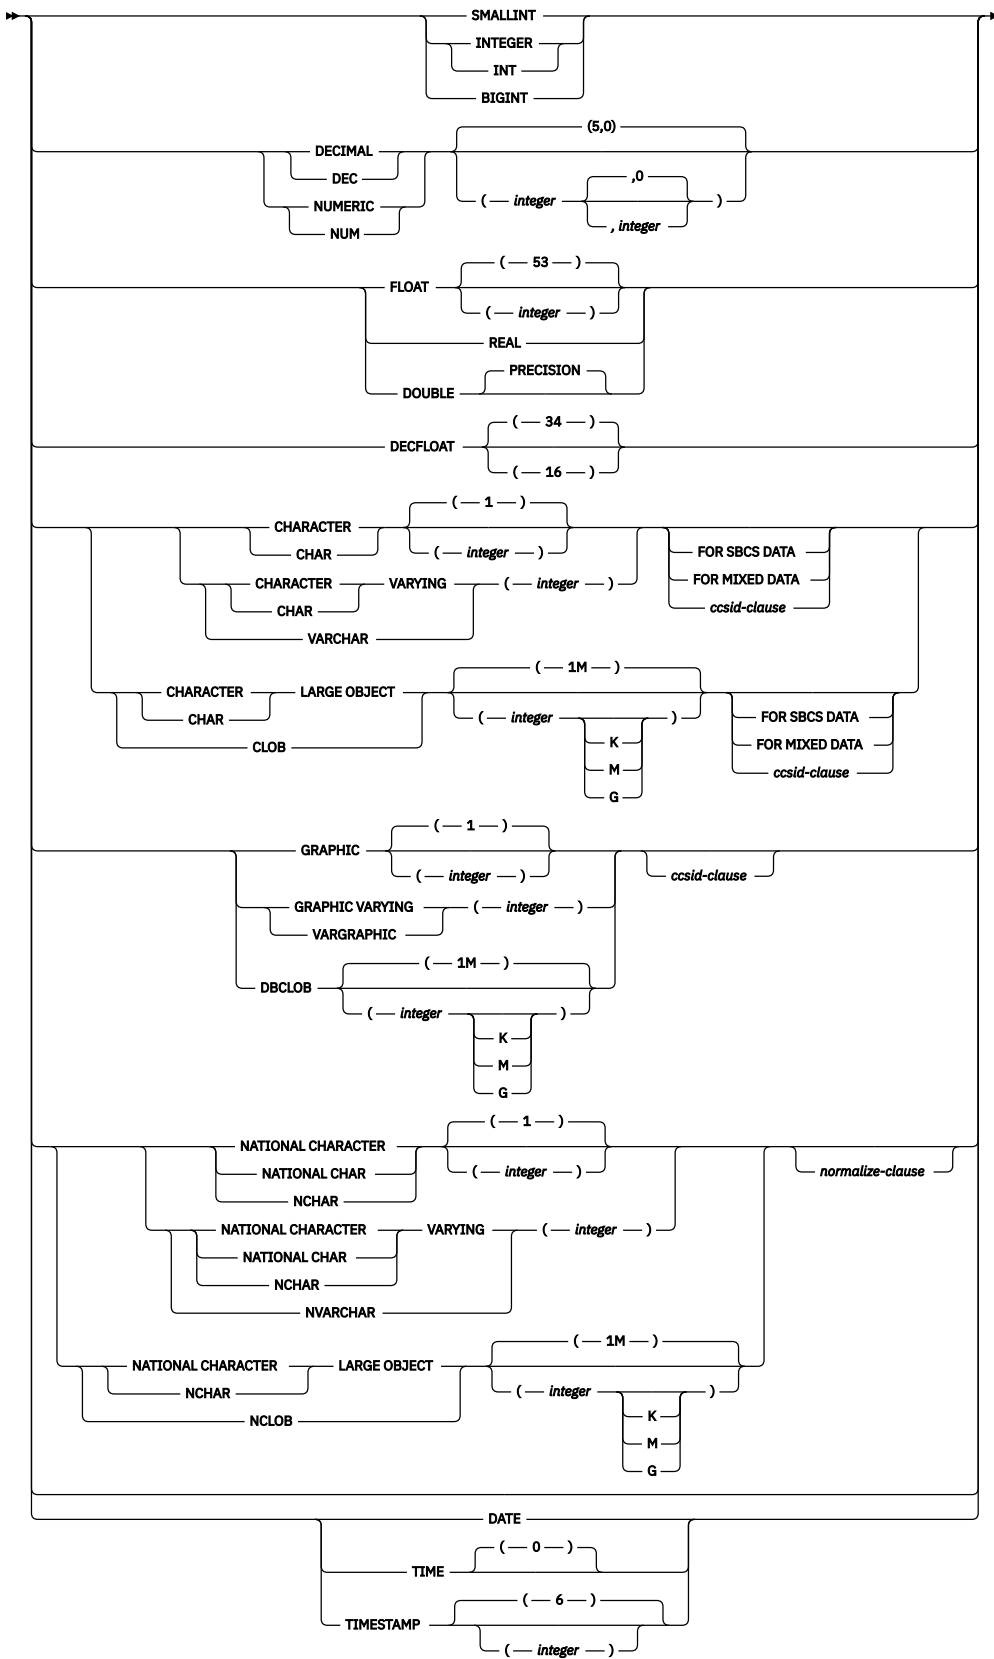 SMALLINT
INTEGER
INT
BIGINT
(5,0)
DECIMAL
DEC
,0
NUMERIC
( integer )
NUM
, integer
( 53 )
FLOAT
( integer )
REAL
PRECISION
DOUBLE
( 34 )
DECFLOAT
( 16 )
( 1 )
CHARACTER
CHAR ( integer ) FOR SBCS DATA
CHARACTER VARYING ( integer ) FOR MIXED DATA
CHAR ccsid-clause
VARCHAR
( 1M )
CHARACTER LARGE OBJECT
CHAR ( integer ) FOR SBCS DATA
CLOB K FOR MIXED DATA
M ccsid-clause
G
( 1 )
GRAPHIC
( integer ) ccsid-clause
GRAPHIC VARYING ( integer )
VARGRAPHIC
( 1M )
DBCLOB
( integer )
K
M
G
( 1 )
NATIONAL CHARACTER
NATIONAL CHAR ( integer ) normalize-clause
NCHAR
NATIONAL CHARACTER VARYING ( integer )
NATIONAL CHAR
NCHAR
NVARCHAR
( 1M )
NATIONAL CHARACTER LARGE OBJECT
NCHAR ( integer )
NCLOB K
M
G
DATE
( 0 )
TIME
( 6 )
TIMESTAMP
( integer )